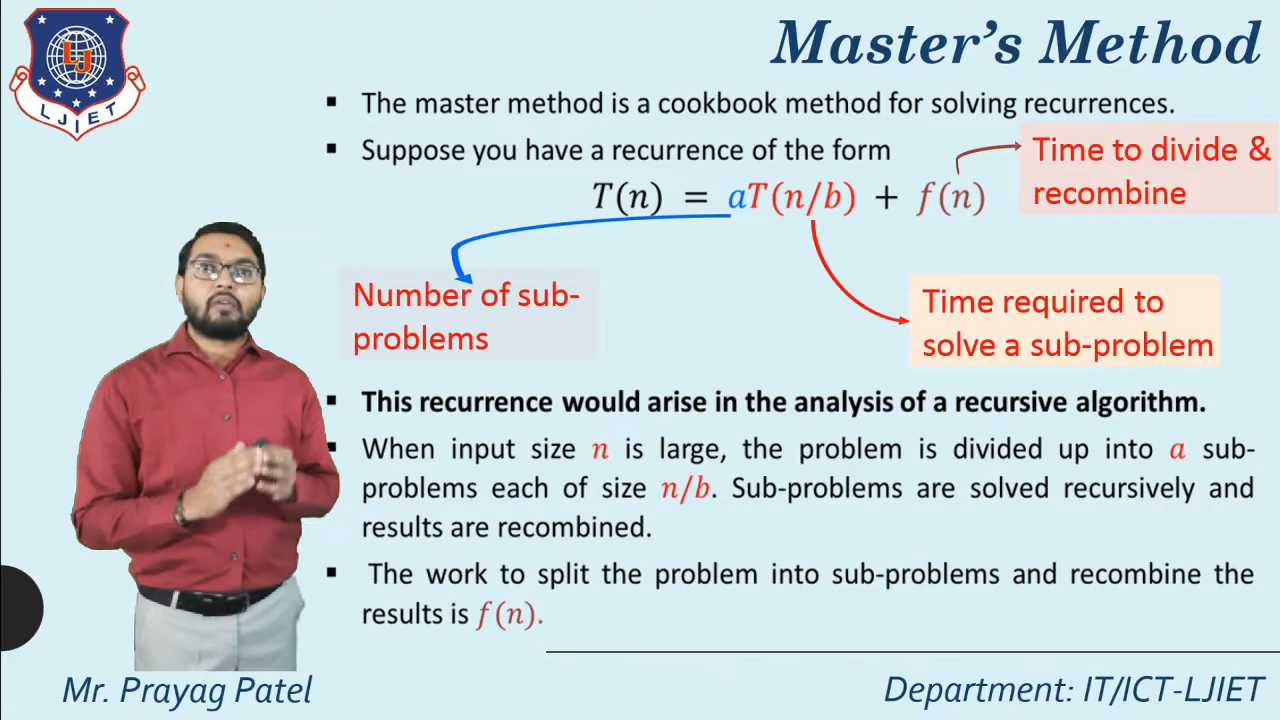 LJ
LJIET
Master's Method
▪ The master method is a cookbook method for solving recurrences.
▪ Suppose you have a recurrence of the form
Time to divide &
recombine
T(n) = aT(n/b) + f(n)
Number of sub-
problems
Time required to
solve a sub-problem
▪ This recurrence would arise in the analysis of a recursive algorithm.
▪ When input size n is large, the problem is divided up into a sub-
problems each of size n/b. Sub-problems are solved recursively and
results are recombined.
▪ The work to split the problem into sub-problems and recombine the
results is f(n).
Mr. Prayag Patel
Department: IT/ICT-LJIET